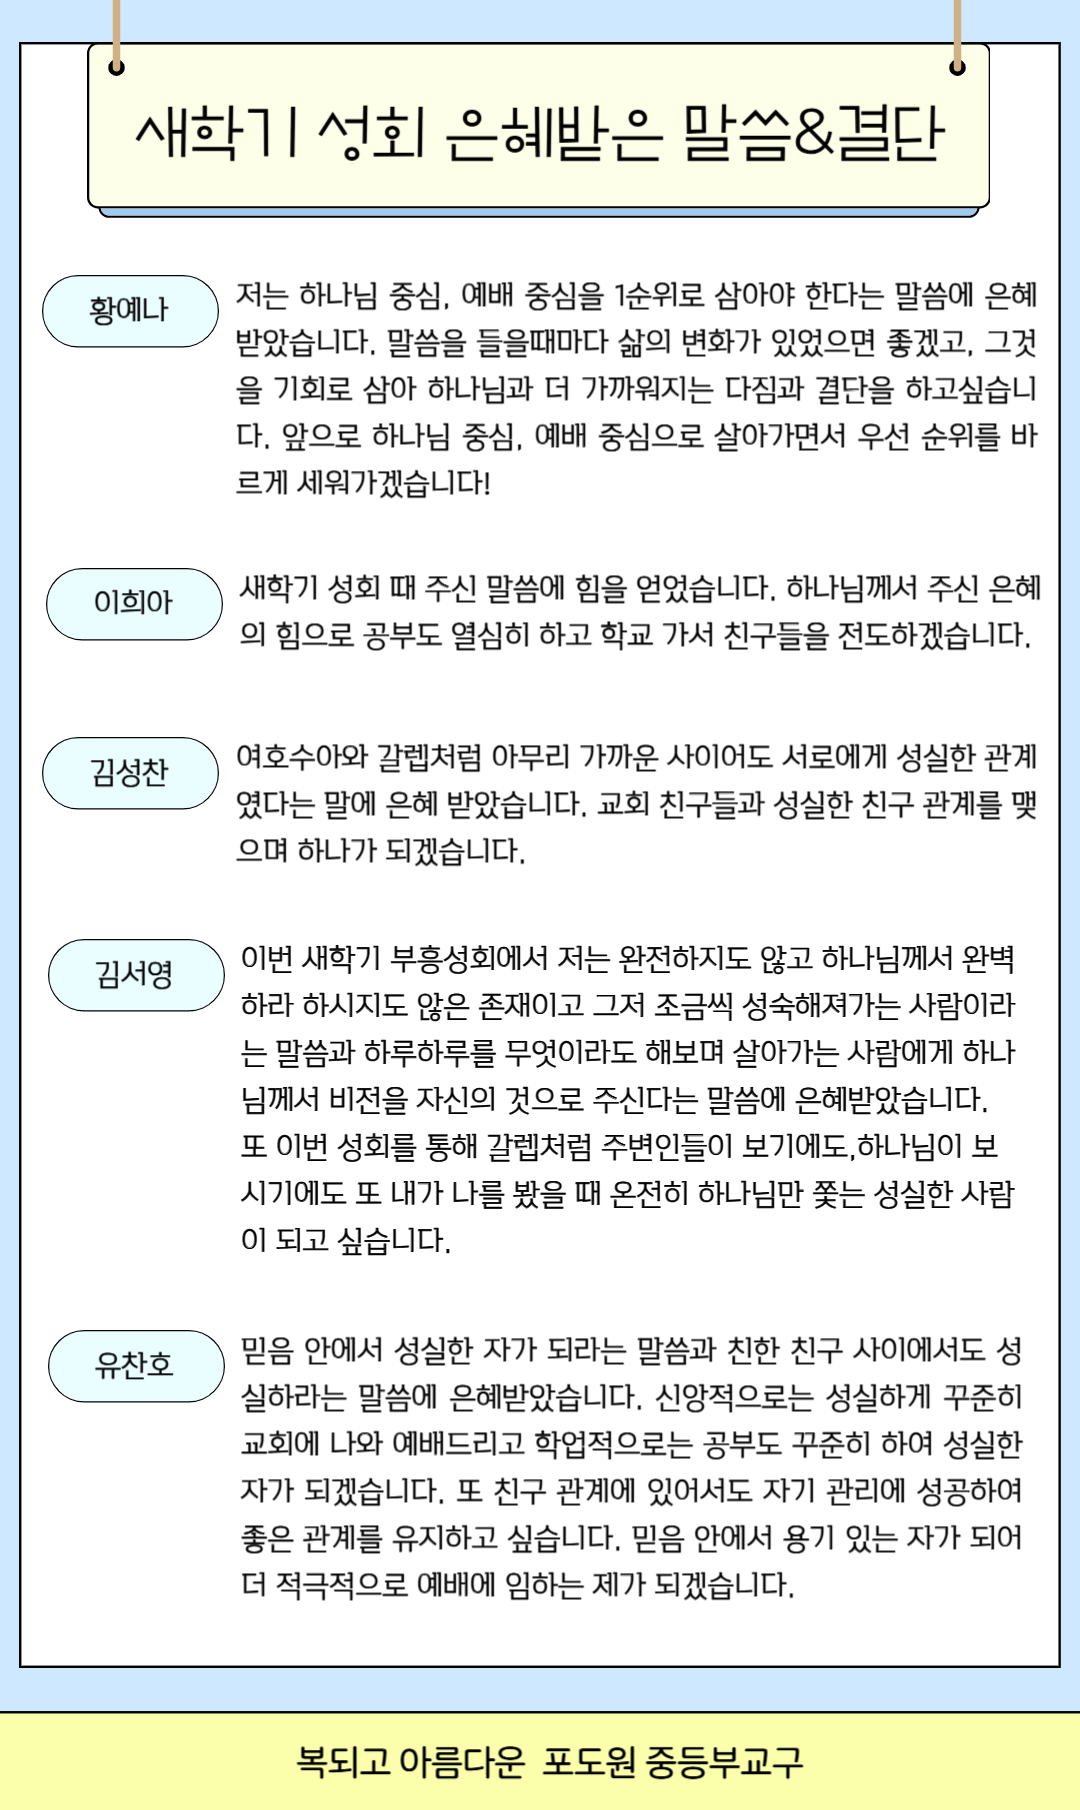 새학기 성회 은혜받은 말씀&결단
황예나
저는 하나님 중심, 예배 중심을 1순위로 삼아야 한다는 말씀에 은혜
받았습니다. 말씀을 들을때마다 삶의 변화가 있었으면 좋겠고, 그것
을 기회로 삼아 하나님과 더 가까워지는 다짐과 결단을 하고싶습니
다. 앞으로 하나님 중심, 예배 중심으로 살아가면서 우선 순위를 바
르게 세워가겠습니다!
이희아
새학기 성회 때 주신 말씀에 힘을 얻었습니다. 하나님께서 주신 은혜
의 힘으로 공부도 열심히 하고 학교 가서 친구들을 전도하겠습니다.
김성찬
여호수아와 갈렙처럼 아무리 가까운 사이어도 서로에게 성실한 관계
였다는 말에 은혜 받았습니다. 교회 친구들과 성실한 친구 관계를 맺
으며 하나가 되겠습니다.
김서영
이번 새학기 부흥성회에서 저는 완전하지도 않고 하나님께서 완벽
하라 하시지도 않은 존재이고 그저 조금씩 성숙해져가는 사람이라
는 말씀과 하루하루를 무엇이라도 해보며 살아가는 사람에게 하나
님께서 비전을 자신의 것으로 주신다는 말씀에 은혜받았습니다.
또 이번 성회를 통해 갈렙처럼 주변인들이 보기에도,하나님이 보
시기에도 또 내가 나를 봤을 때 온전히 하나님만 쫓는 성실한 사람
이 되고 싶습니다.
유찬호
믿음 안에서 성실한 자가 되라는 말씀과 친한 친구 사이에서도 성
실하라는 말씀에 은혜받았습니다. 신앙적으로는 성실하게 꾸준히
교회에 나와 예배드리고 학업적으로는 공부도 꾸준히 하여 성실한
자가 되겠습니다. 또 친구 관계에 있어서도 자기 관리에 성공하여
좋은 관계를 유지하고 싶습니다. 믿음 안에서 용기 있는 자가 되어
더 적극적으로 예배에 임하는 제가 되겠습니다.
복되고 아름다운 포도원 중등부교구